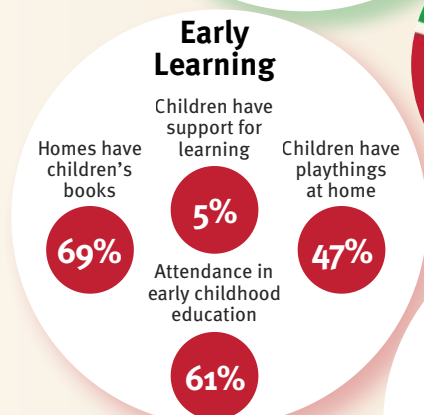 Early
Learning
Children have
support for
learning
5%
Homes have
children's
books
69%
Children have
playthings
at home
47%
Attendance in
early childhood
education
61%